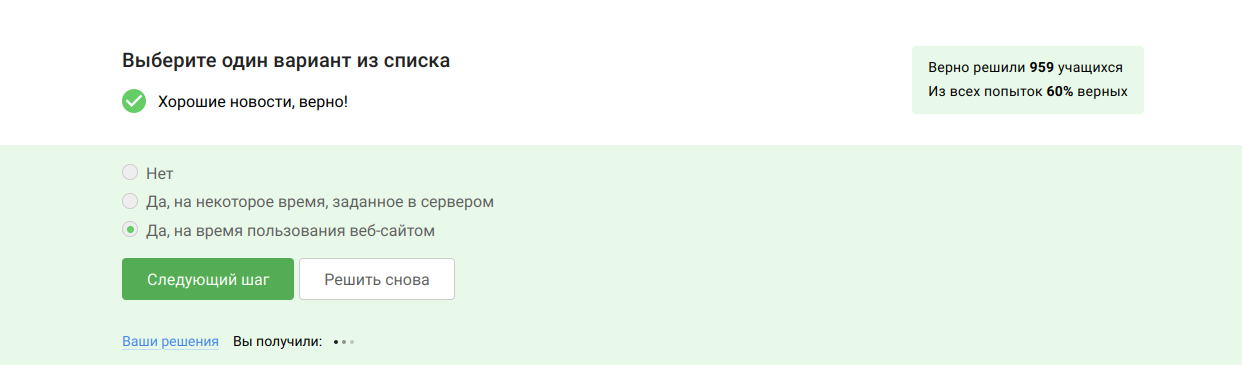 Выберите один вариант из списка
Хорошие новости, верно!
Верно решили 959 учащихся
Из всех попыток 60% верных
Нет
Да, на некоторое время, заданное в сервером
Да, на время пользования веб-сайтом
Следующий шаг
Решить снова
Ваши решения Вы получили: